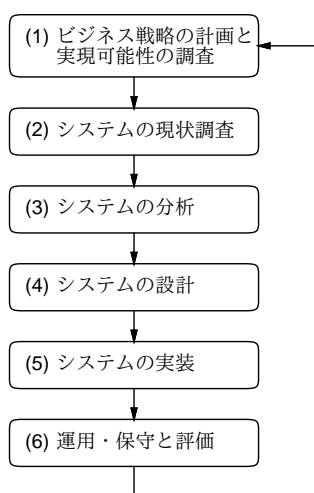 (1) ビジネス戦略の計画と
実現可能性の調査
(2) システムの現状調査
(3) システムの分析
(4) システムの設計
(5) システムの実装
(6) 運用・保守と評価